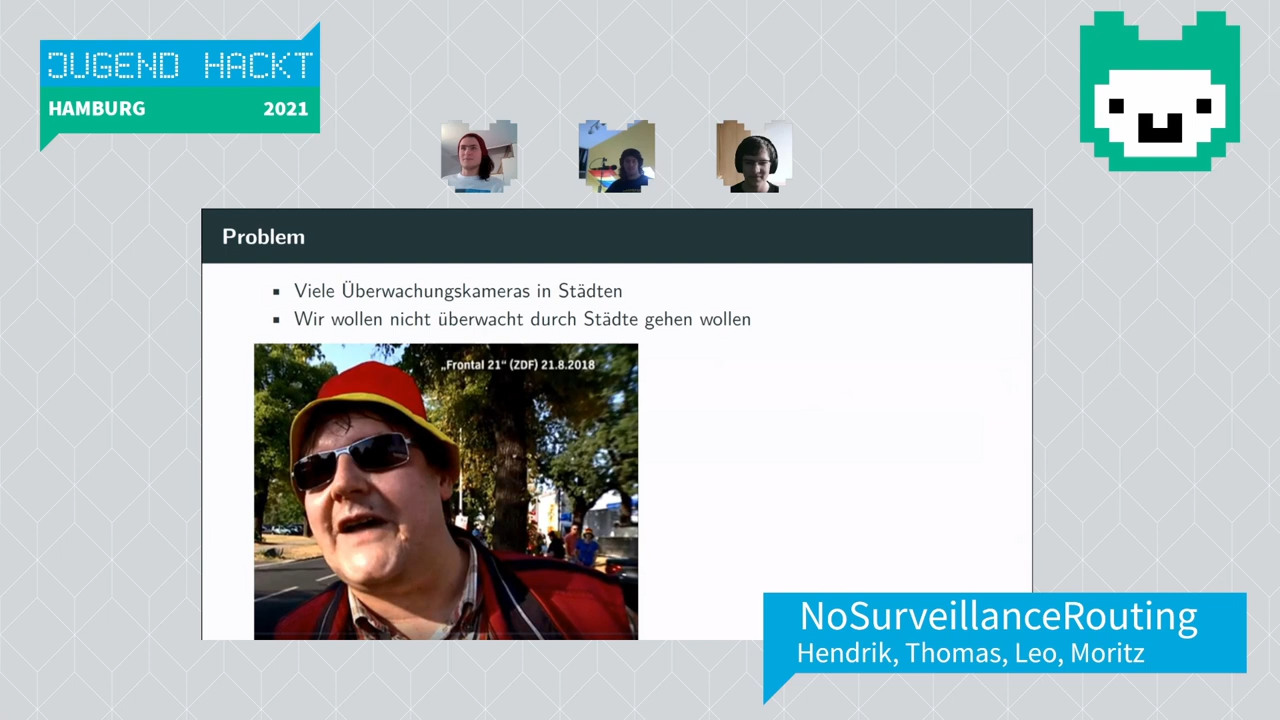 JUGEND HACKT
HAMBURG 2021
Problem
Viele Überwachungskameras in Städten
Wir wollen nicht überwacht durch Städte gehen wollen
„Frontal 21“ (ZDF) 21.8.2018
NoSurveillanceRouting
Hendrik, Thomas, Leo, Moritz